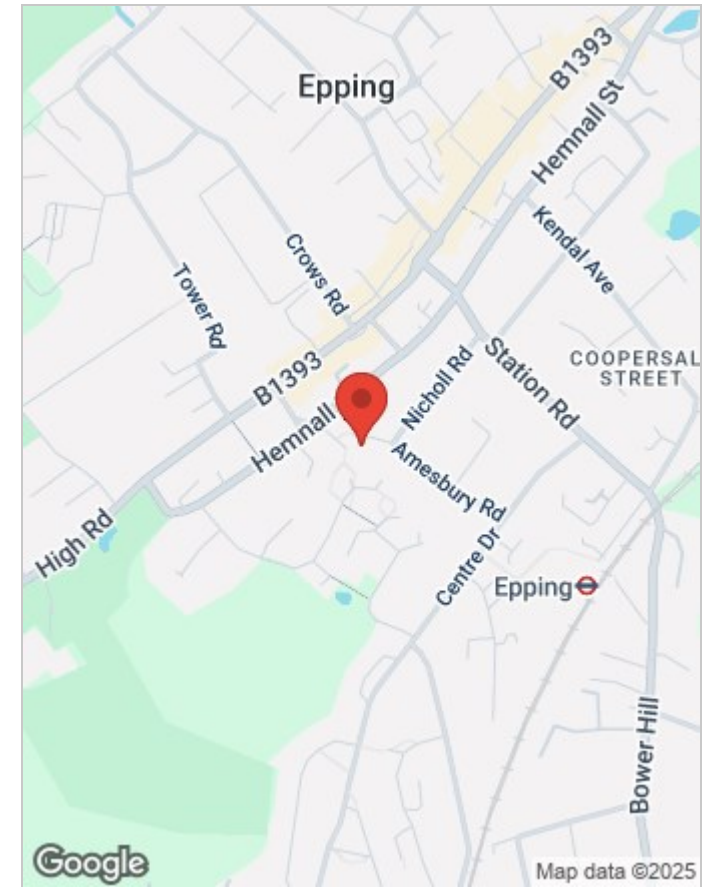 Epping
B1393
Hemnall St
Kendal Ave
Crows Rd
Tower Rd
COOPERSAL
STREET
Station Rd
Nicholl Rd
B1393
Hemnall
Amesbury Rd
High Rd
Centre Dr
Epping
Bower Hill
Google
Map data ©2025